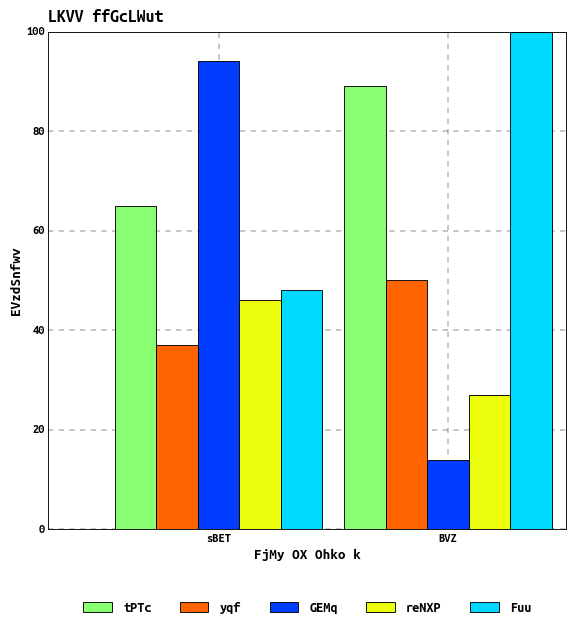 LKVV ffGcLWut
100
80
60
40
20
0
EVzdSnfwv
sBET BVZ
FjMy OX Ohko k
tPTc yqf GEMq reNXP Fuu